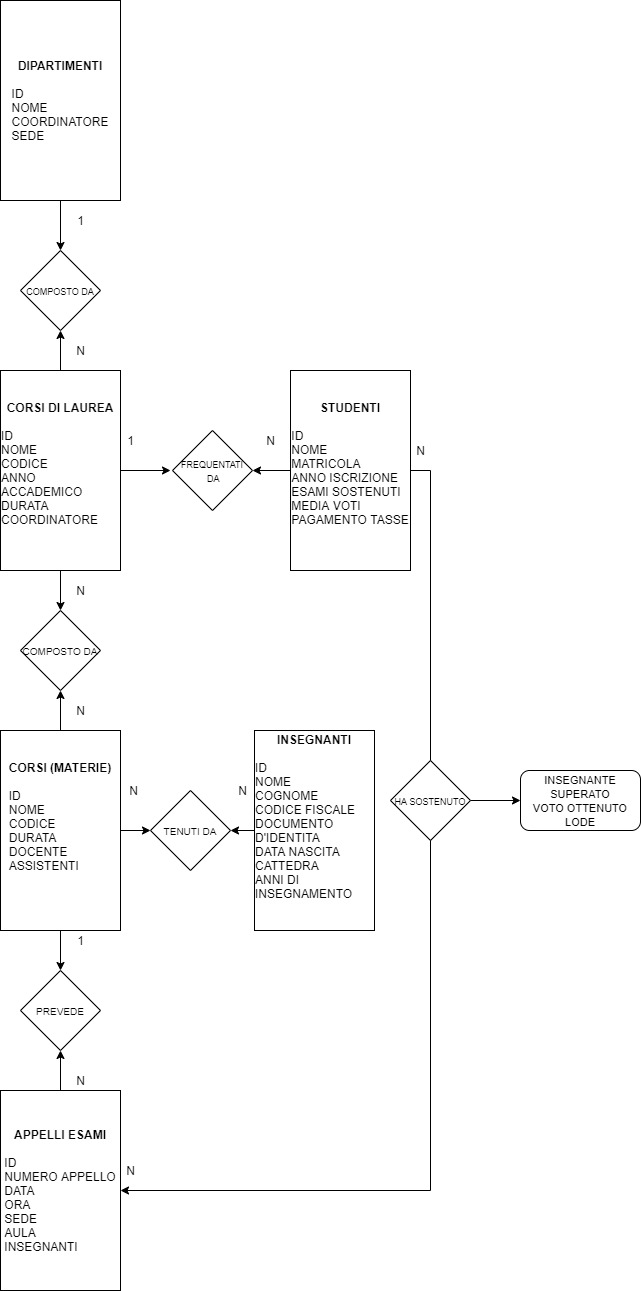 DIPARTIMENTI
ID
NOME
COORDINATORE
SEDE
1
COMPOSTO DA
N
CORSI DI LAUREA
ID
NOME
CODICE
ANNO
ACCADEMICO
DURATA
COORDINATORE
1
FREQUENTATI
DA
N
STUDENTI
ID
NOME
MATRICOLA
ANNO ISCRIZIONE
ESAMI SOSTENUTI
MEDIA VOTI
PAGAMENTO TASSE
N
N
COMPOSTO DA
N
CORSI (MATERIE)
ID
NOME
CODICE
DURATA
DOCENTE
ASSISTENTI
N
TENUTI DA
N
INSEGNANTI
ID
NOME
COGNOME
CODICE FISCALE
DOCUMENTO
D'IDENTITA
DATA NASCITA
CATTEDRA
ANNI DI
INSEGNAMENTO
HA SOSTENUTO
INSEGNANTE
SUPERATO
VOTO OTTENUTO
LODE
1
PREVEDE
N
APPELLI ESAMI
ID
NUMERO APPELLO
DATA
ORA
SEDE
AULA
INSEGNANTI
N